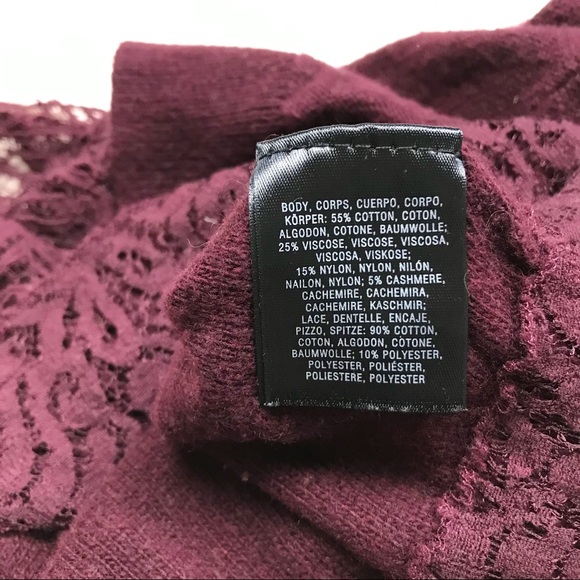 BODY, CORPS, CUERPO, CORPO,
KÖRPER: 55% COTTON, COTON,
ALGODON, COTONE, BAUMWOLLE;
25% VISCOSE, VISCOSE, VISCOSA,
VISCOSA, VISKOSE;
15% NYLON, NYLON, NILÓN,
NAILON, NYLON; 5% CASHMERE,
CACHEMIRE, CACHEMIRA,
CACHEMIRE, KASCHMIR;
LACE, DENTELLE, ENCAJE,
PIZZO, SPITZE: 90% COTTON,
COTON, ALGODON, COTONE,
BAUMWOLLE; 10% POLYESTER,
POLYESTER, POLIÉSTER,
POLIESTERE, POLYESTER